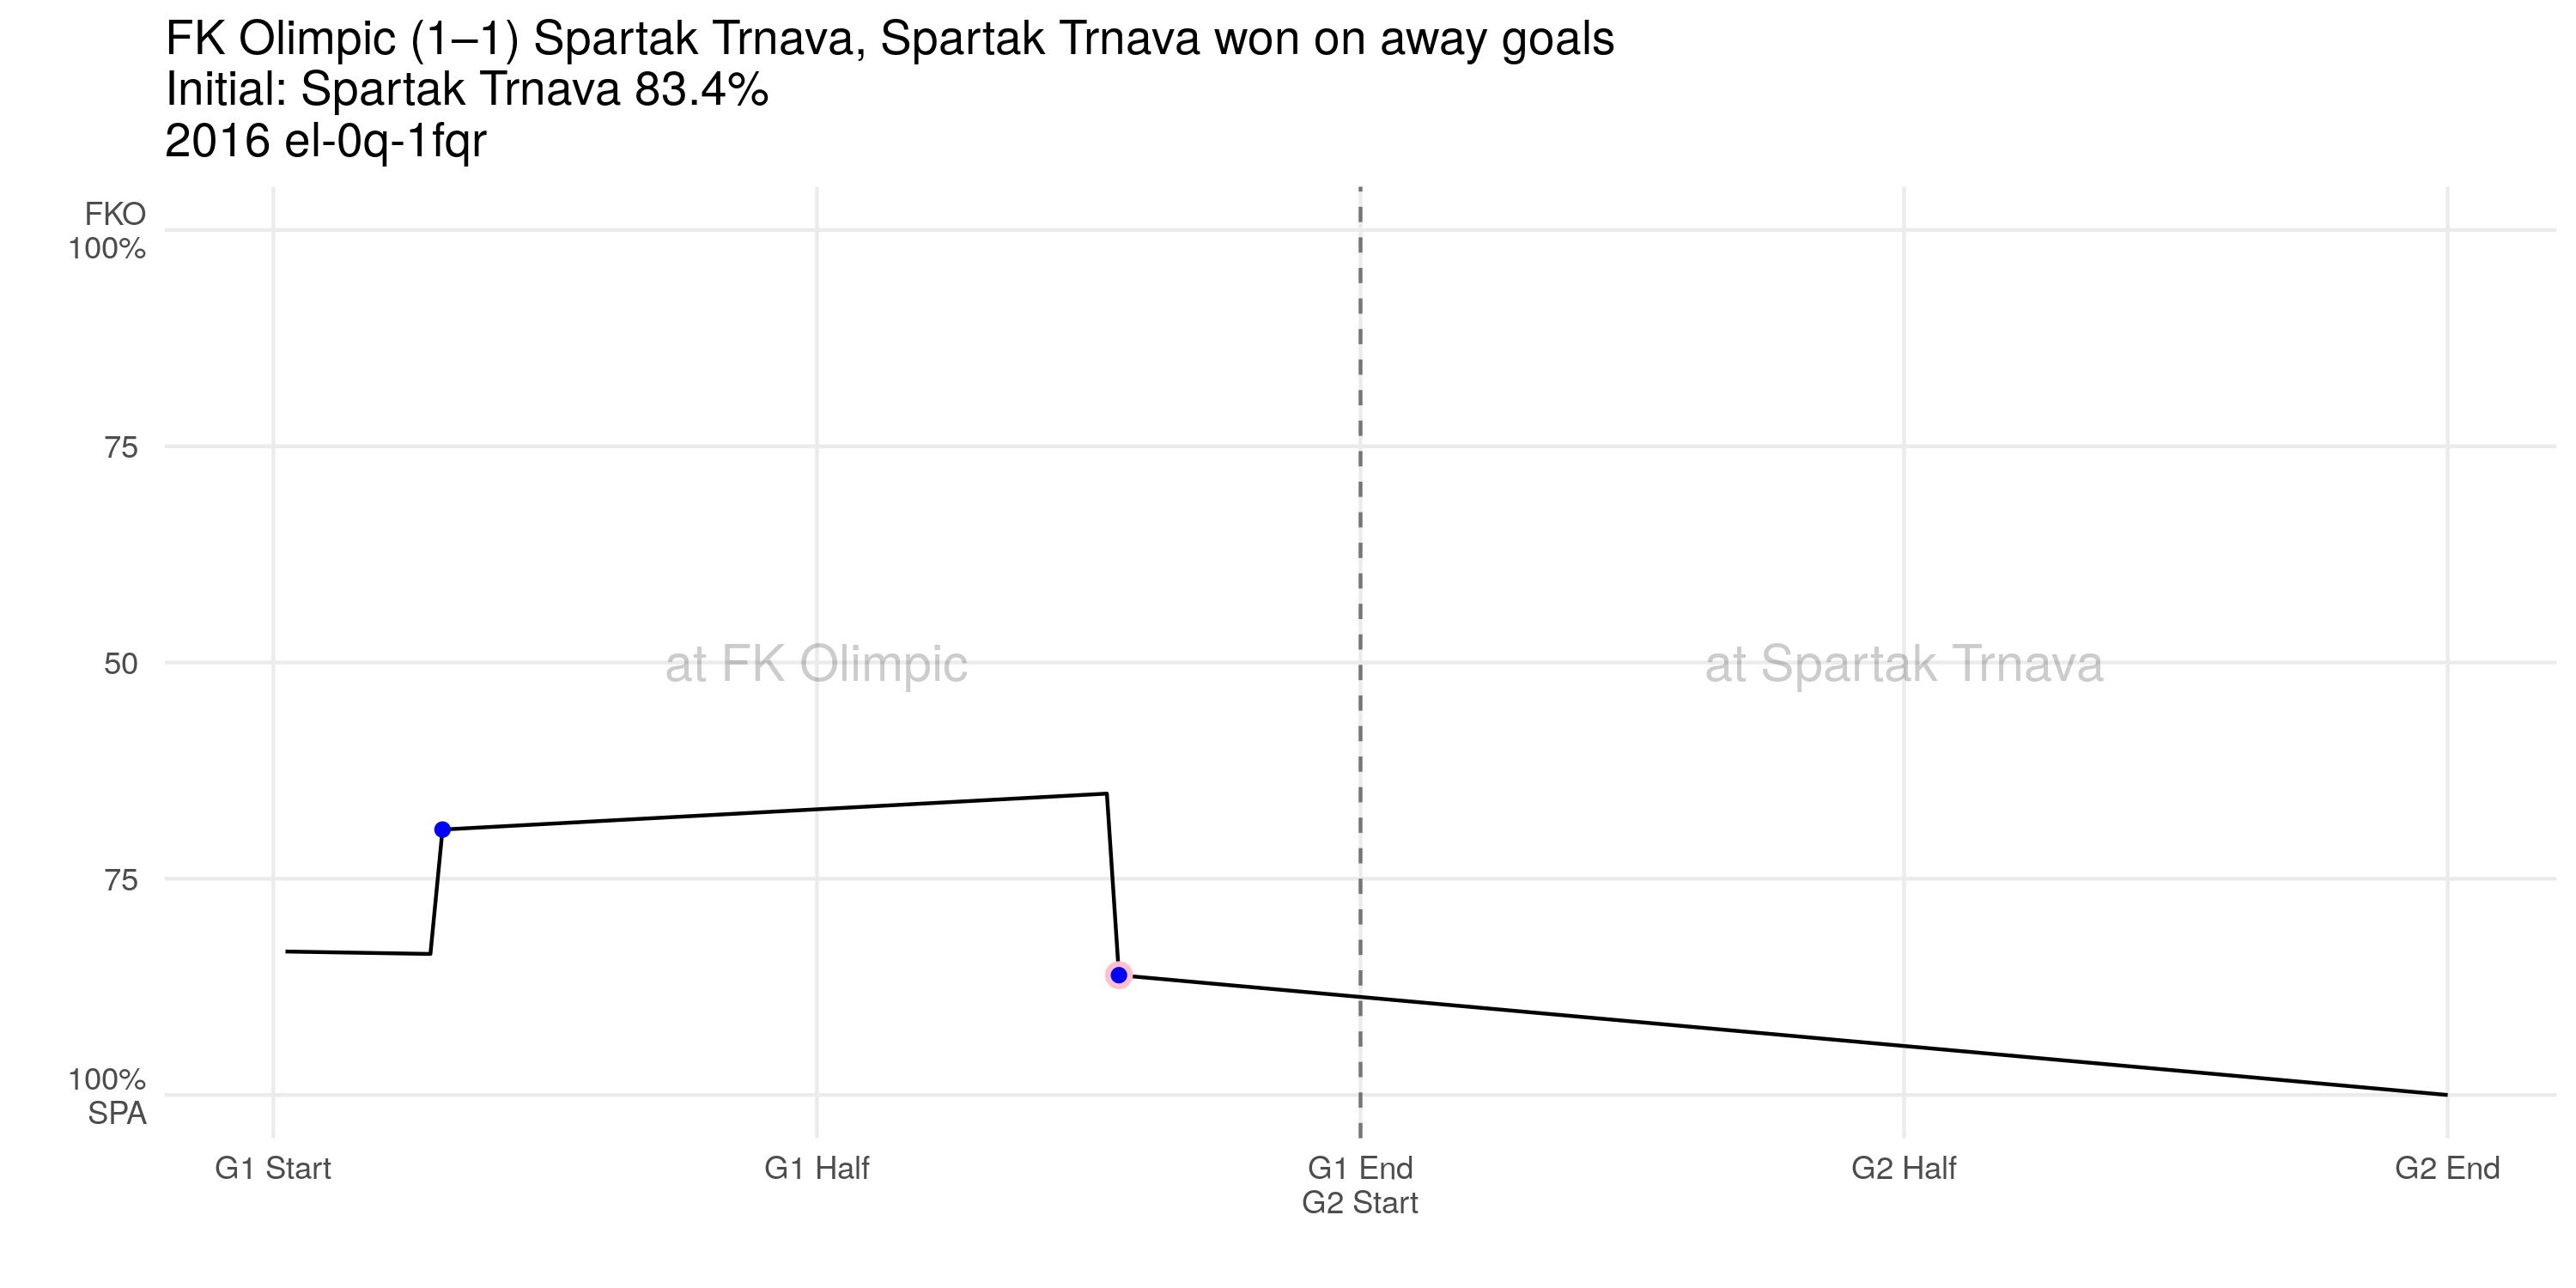 FK Olimpic (1–1) Spartak Trnava, Spartak Trnava won on away goals
Initial: Spartak Trnava 83.4%
2016 el-0q-1fqr
FKO
100%
75
50
75
100%
SPA
at FK Olimpic
at Spartak Trnava
G1 Start
G1 Half
G1 End
G2 Start
G2 Half
G2 End